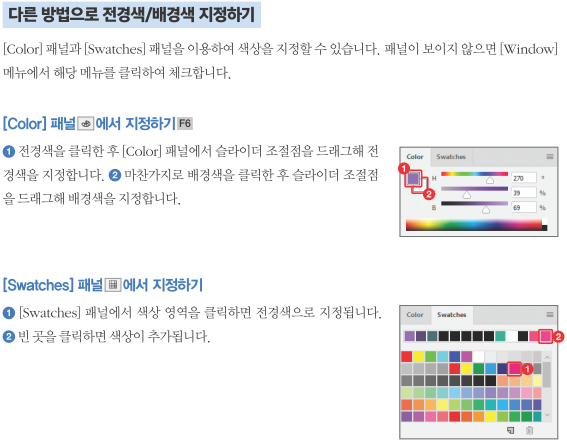 다른 방법으로 전경색/배경색 지정하기
[Color] 패널과 [Swatches] 패널을 이용하여 색상을 지정할 수 있습니다. 패널이 보이지 않으면 [Window]
메뉴에서 해당 메뉴를 클릭하여 체크합니다.
[Color] 패널 에서 지정하기 F6
❶ 전경색을 클릭한 후 [Color] 패널에서 슬라이더 조절점을 드래그해 전
경색을 지정합니다. ❷ 마찬가지로 배경색을 클릭한 후 슬라이더 조절점
을 드래그해 배경색을 지정합니다.
Color Swatches
1
H 270 °
2 39 %
B 69 %
[Swatches] 패널 에서 지정하기
❶ [Swatches] 패널에서 색상 영역을 클릭하면 전경색으로 지정됩니다.
❷ 빈 곳을 클릭하면 색상이 추가됩니다.
Color Swatches
2
1